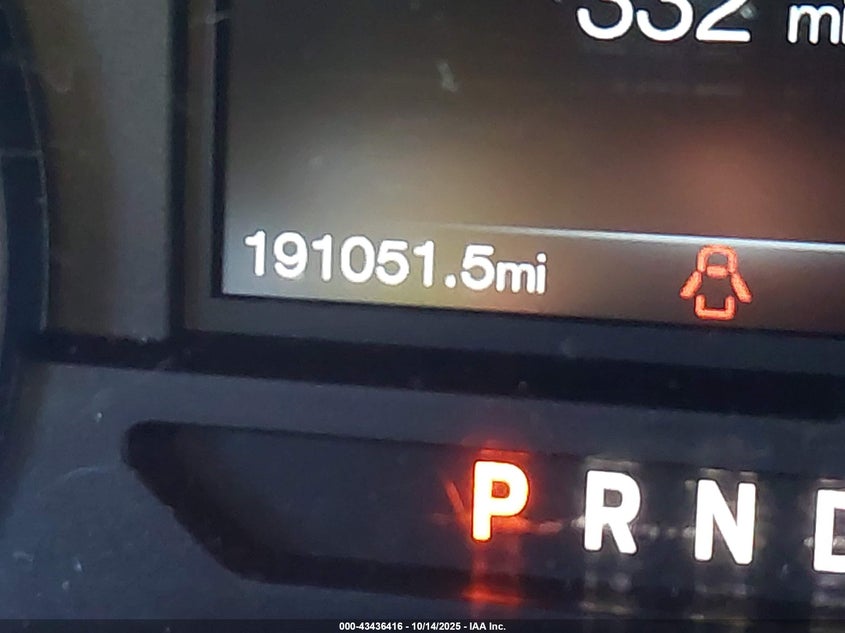 332 mi
191051.5mi
P R N D
000-43436416 - 10/14/2025 - IAA Inc.